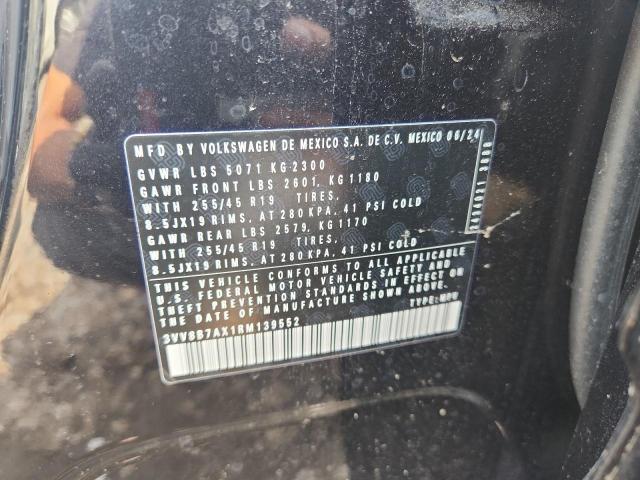 MFD BY VOLKSWAGEN DE MEXICO S.A. DE C.V. MEXICO 06/24
GVWR LBS 5071 KG 2300
GAWR FRONT LBS 2601, KG 1180
WITH 255/45 R19 TIRES,
8.5JX19 RIMS, AT 280 KPA, 41 PSI COLD
GAWR REAR LBS 2579, KG 1170
WITH 255/45 R19 TIRES,
8.5JX19 RIMS, AT 280 KPA, 41 PSI COLD
THIS VEHICLE CONFORMS TO ALL APPLICABLE
U.S. FEDERAL MOTOR VEHICLE SAFETY AND
THEFT PREVENTION STANDARDS IN EFFECT ON
THE DATE OF MANUFACTURE SHOWN ABOVE.
3VV8B7AX1RM139552 TYPE: MPV